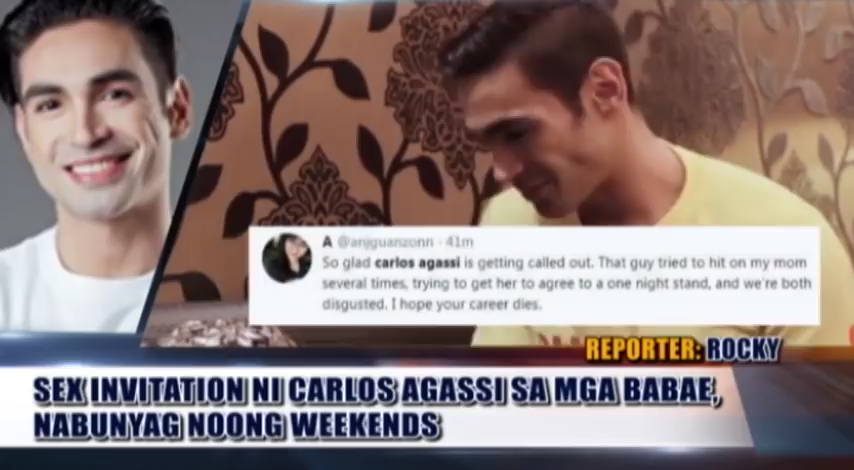 A @anjguanzonn · 41m
So glad carlos agassi is getting called out. That guy tried to hit on my mom
several times, trying to get her to agree to a one night stand, and we're both
disgusted. I hope your career dies.
REPORTER: ROCKY
SEX INVITATION NI CARLOS AGASSI SA MGA BABAE,
NABUNYAG NOONG WEEKENDS